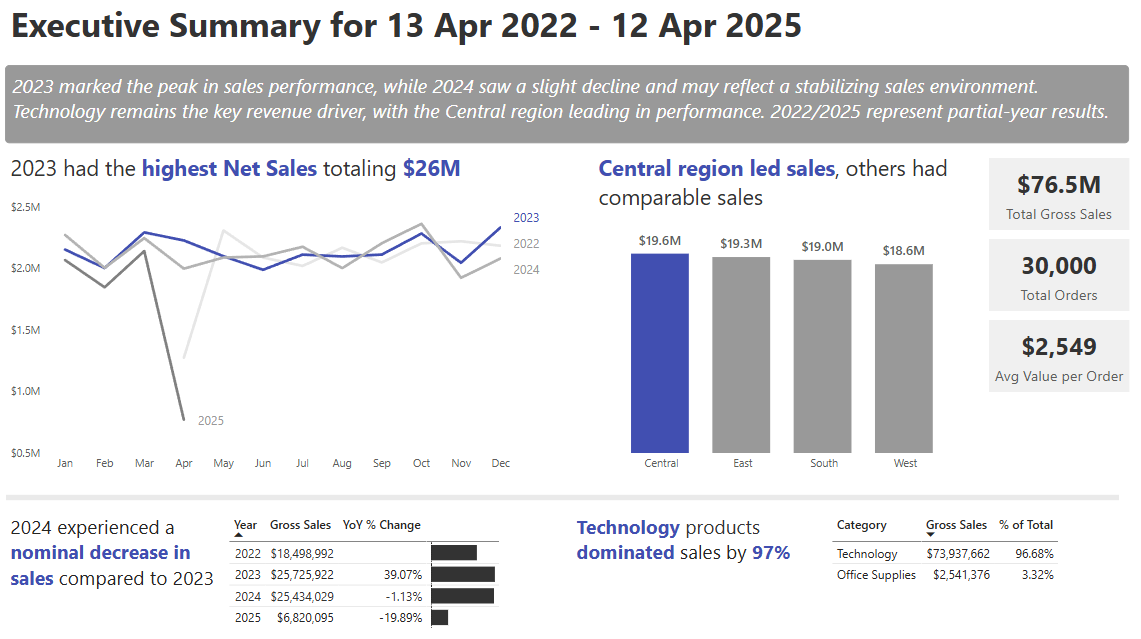 Executive Summary for 13 Apr 2022 - 12 Apr 2025
2023 marked the peak in sales performance, while 2024 saw a slight decline and may reflect a stabilizing sales environment.
Technology remains the key revenue driver, with the Central region leading in performance. 2022/2025 represent partial-year results.
2023 had the highest Net Sales totaling $26M
$2.5M
$2.0M
$1.5M
$1.0M
$0.5M
2023
2022
2024
2025
Jan Feb Mar Apr May Jun Jul Aug Sep Oct Nov Dec
Central region led sales, others had
comparable sales
$19.6M $19.3M $19.0M $18.6M
Central East South West
$76.5M
Total Gross Sales
30,000
Total Orders
$2,549
Avg Value per Order
2024 experienced a
nominal decrease in
sales compared to 2023
Year Gross Sales YoY % Change
2022 $18,498,992
2023 $25,725,922 39.07%
2024 $25,434,029 -1.13%
2025 $6,820,095 -19.89%
Technology products
dominated sales by 97%
Category Gross Sales % of Total
Technology $73,937,662 96.68%
Office Supplies $2,541,376 3.32%